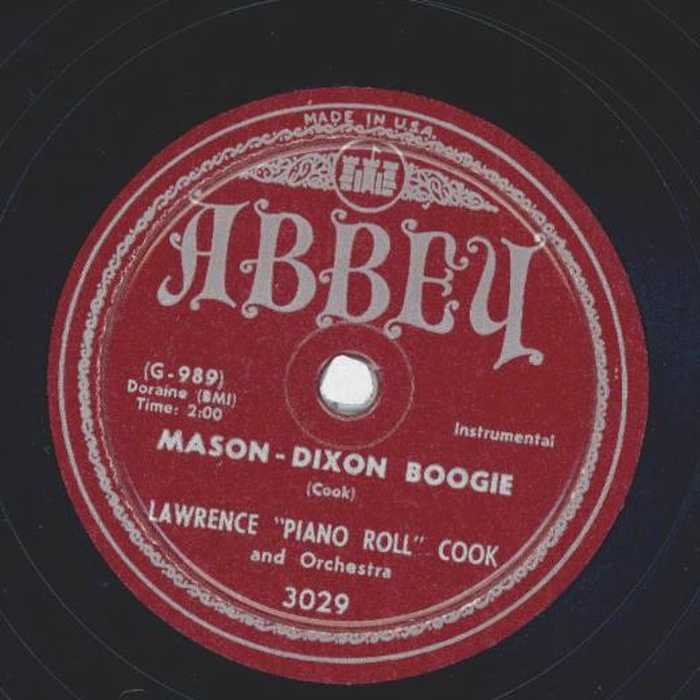 MADE IN U.S.A.
ABBEY
(G-989)
Doraine (BMI)
Time: 2:00
Instrumental
MASON-DIXON BOOGIE
(Cook)
LAWRENCE "PIANO ROLL" COOK
and Orchestra
3029